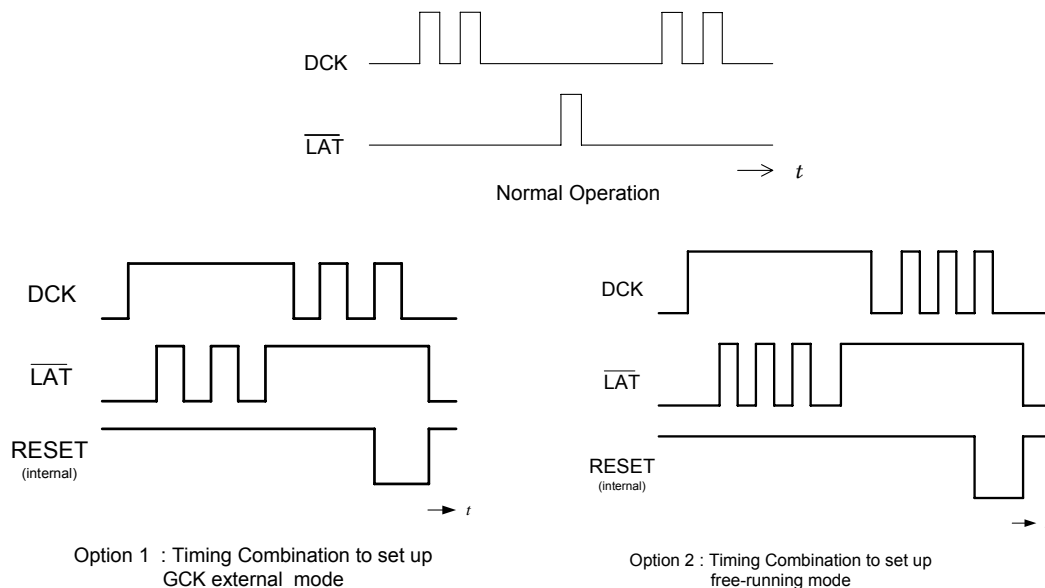 DCK
LAT
t
Normal Operation
DCK
LAT
RESET
(internal)
t
Option 1 : Timing Combination to set up
GCK external mode
DCK
LAT
RESET
(internal)
Option 2 : Timing Combination to set up
free-running mode